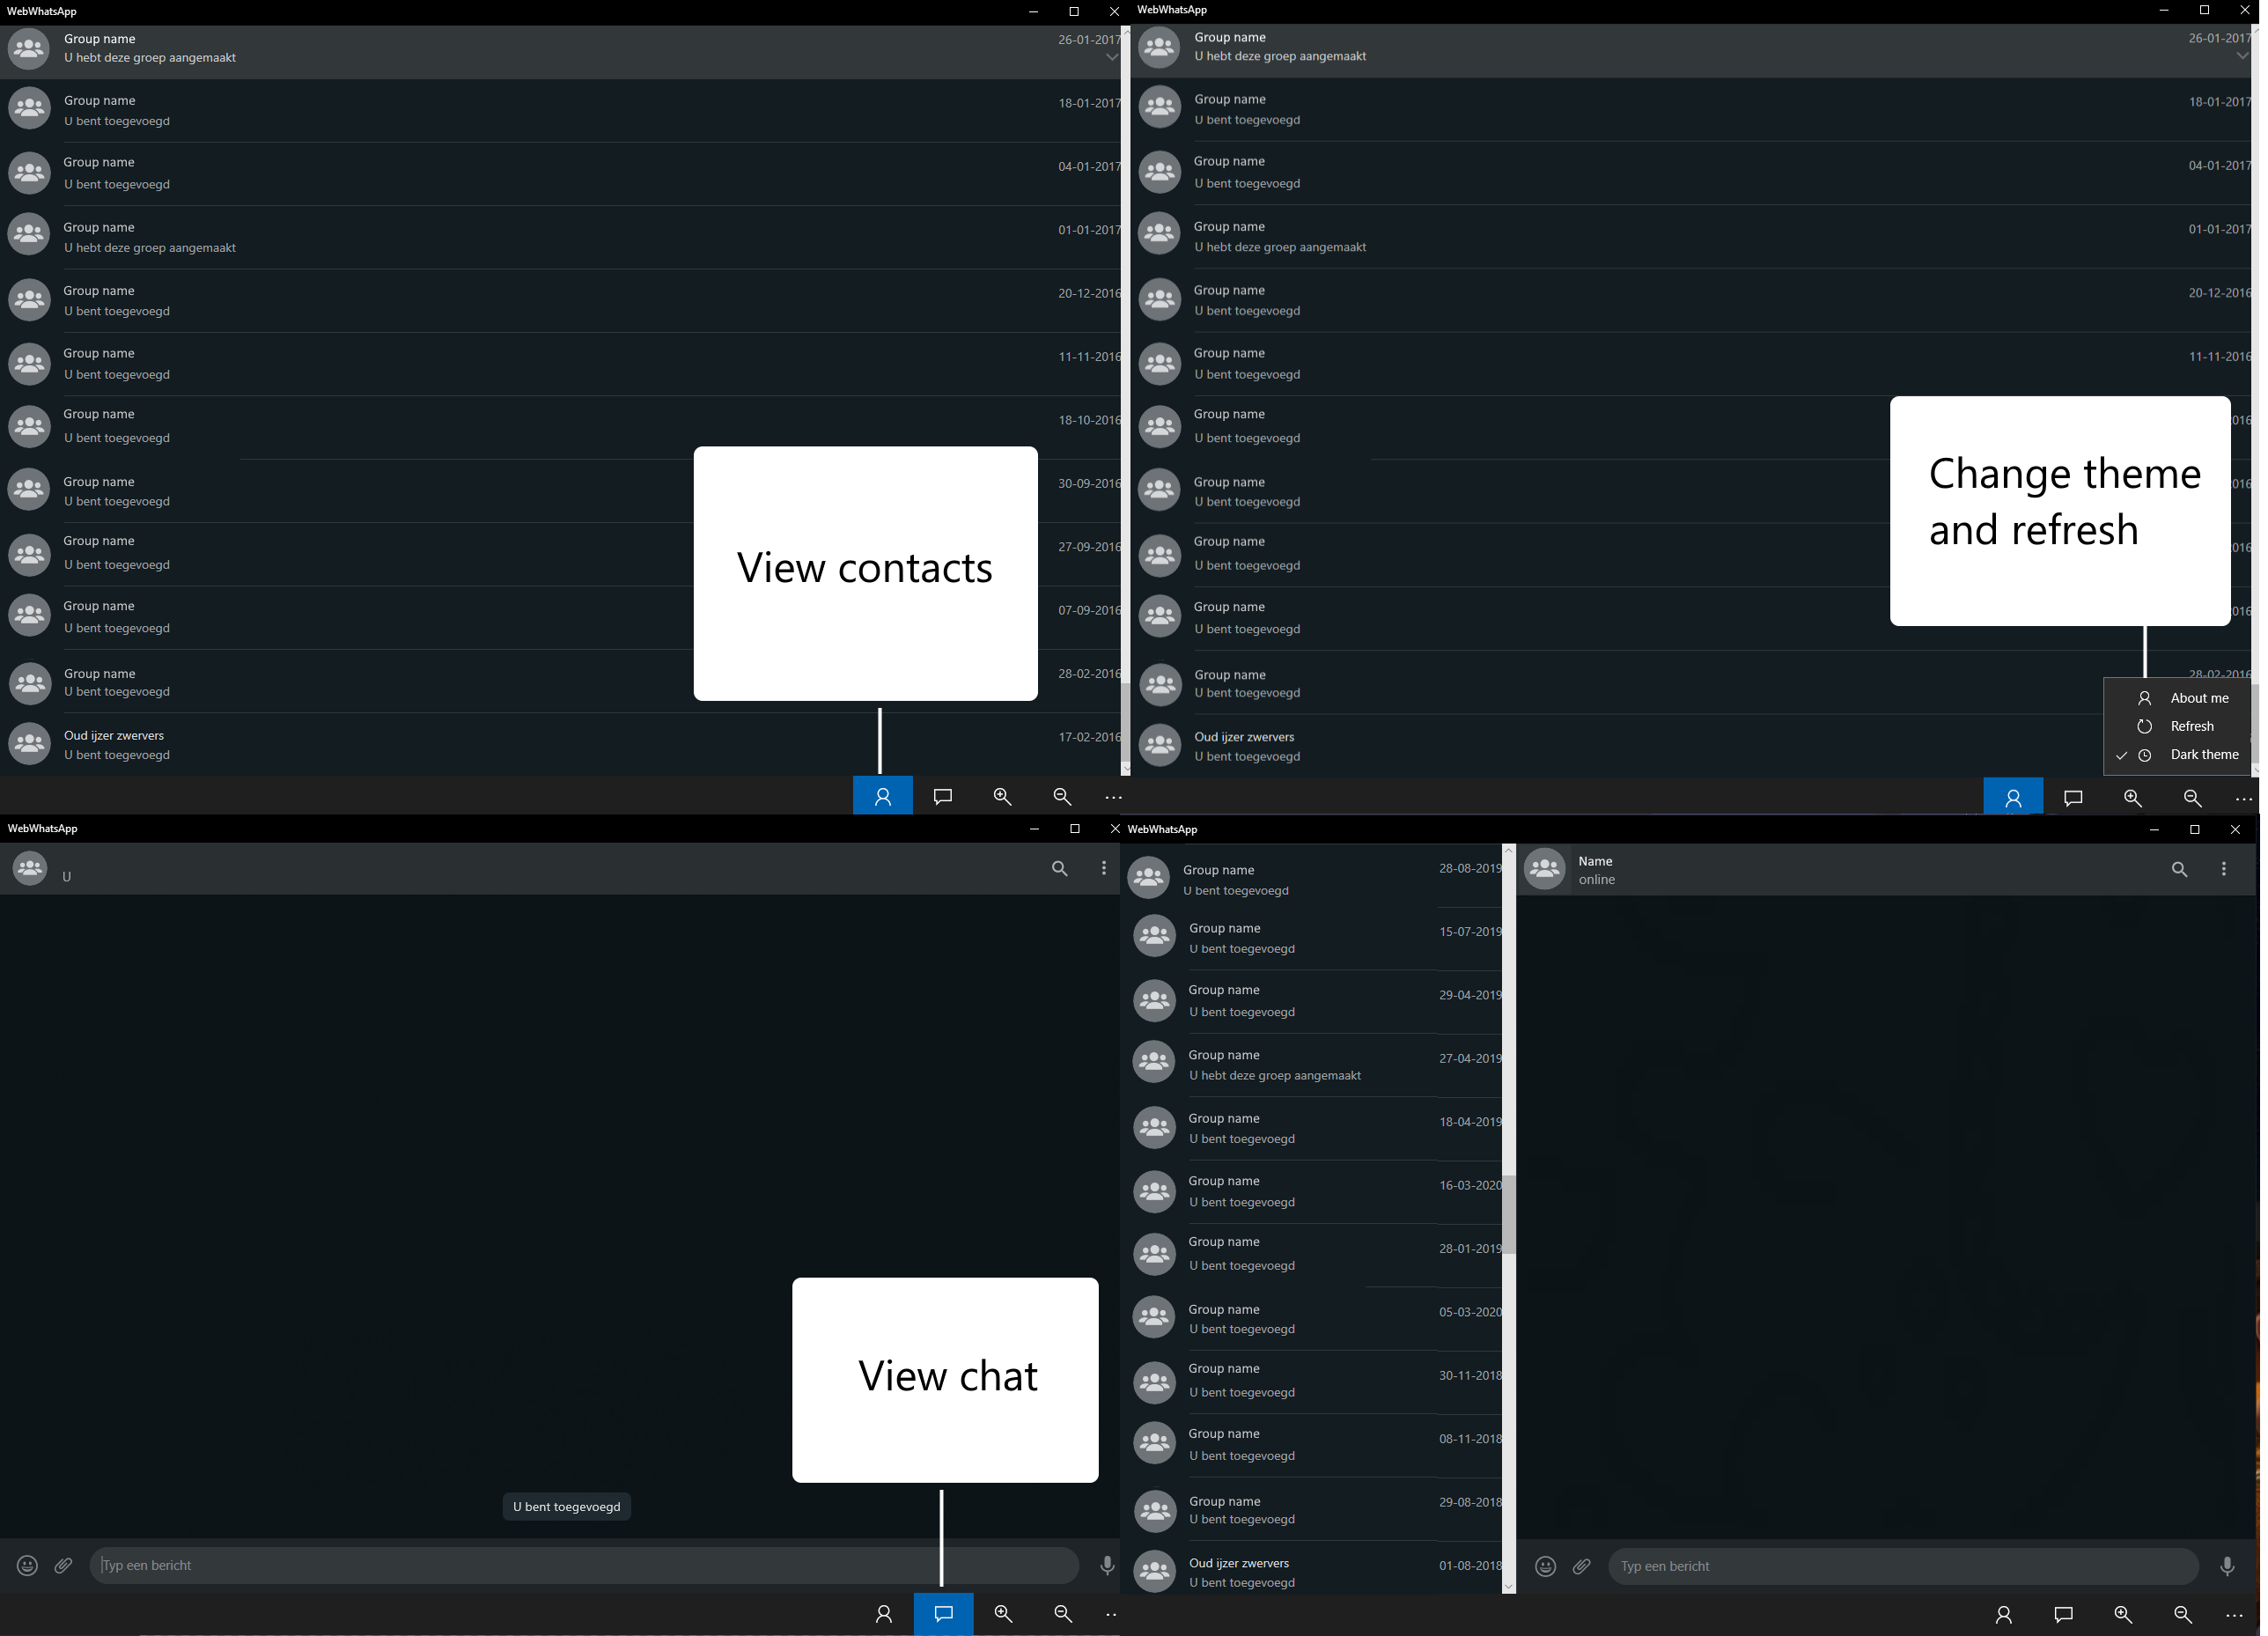 WebWhatsApp
Group name
26-01-2017
U hebt deze groep aangemaakt
Group name
18-01-2017
U bent toegevoegd
Group name
04-01-2017
U bent toegevoegd
Group name
01-01-2017
U hebt deze groep aangemaakt
Group name
20-12-2016
U bent toegevoegd
Group name
11-11-2016
U bent toegevoegd
Group name
18-10-2016
U bent toegevoegd
Group name
30-09-2016
U bent toegevoegd
Group name
27-09-2016
U bent toegevoegd
Group name
07-09-2016
U bent toegevoegd
Group name
28-02-2016
U bent toegevoegd
Oud ijzer zwervers
17-02-2016
U bent toegevoegd
View contacts
WebWhatsApp
Group name
26-01-2017
U hebt deze groep aangemaakt
Group name
18-01-2017
U bent toegevoegd
Group name
04-01-2017
U bent toegevoegd
Group name
01-01-2017
U hebt deze groep aangemaakt
Group name
20-12-2016
U bent toegevoegd
Group name
11-11-2016
U bent toegevoegd
Group name
016
U bent toegevoegd
Group name
016
U bent toegevoegd
Group name
016
U bent toegevoegd
Group name
016
U bent toegevoegd
Group name
28-02-2016
U bent toegevoegd
Oud ijzer zwervers
U bent toegevoegd
Change theme
and refresh
About me
Refresh
Dark theme
WebWhatsApp
U
View chat
U bent toegevoegd
Typ een bericht
WebWhatsApp
Group name
28-08-2019
U bent toegevoegd
Group name
15-07-2019
U bent toegevoegd
Group name
29-04-2019
U bent toegevoegd
Group name
27-04-2019
U hebt deze groep aangemaakt
Group name
18-04-2019
U bent toegevoegd
Group name
16-03-2020
U bent toegevoegd
Group name
28-01-2019
U bent toegevoegd
Group name
05-03-2020
U bent toegevoegd
Group name
30-11-2018
U bent toegevoegd
Group name
08-11-2018
U bent toegevoegd
Group name
29-08-2018
U bent toegevoegd
Oud ijzer zwervers
01-08-2018
U bent toegevoegd
Name
online
Typ een bericht